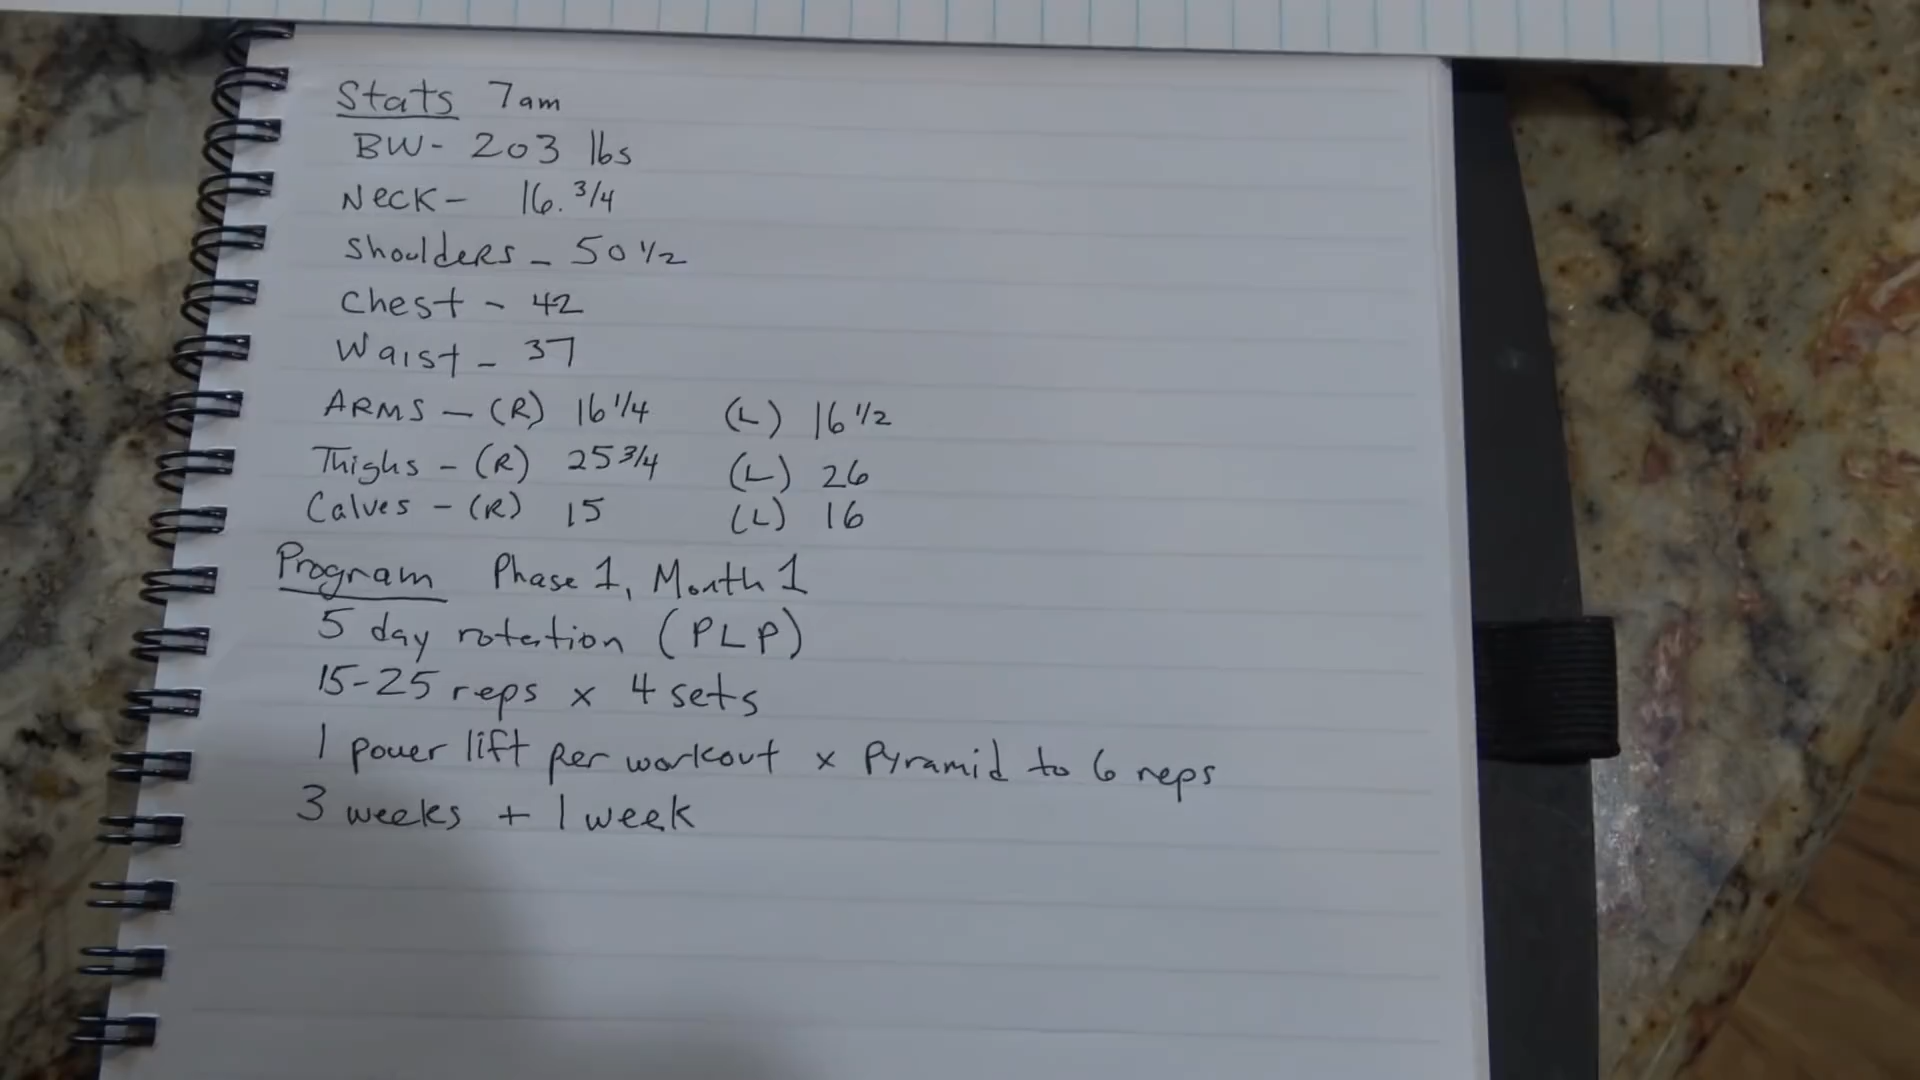 Stats 7am
BW- 203 lbs
Neck- 16.3/4
Shoulders - 50 1/2
Chest - 42
Waist - 37
ARMS - (R) 16 1/4 (L) 16 1/2
Thighs - (R) 25 3/4 (L) 26
Calves - (R) 15 (L) 16
Program Phase 1, Month 1
5 day rotation (PLP)
15-25 reps x 4 sets
1 power lift per workout x Pyramid to 6 reps
3 weeks + 1 week